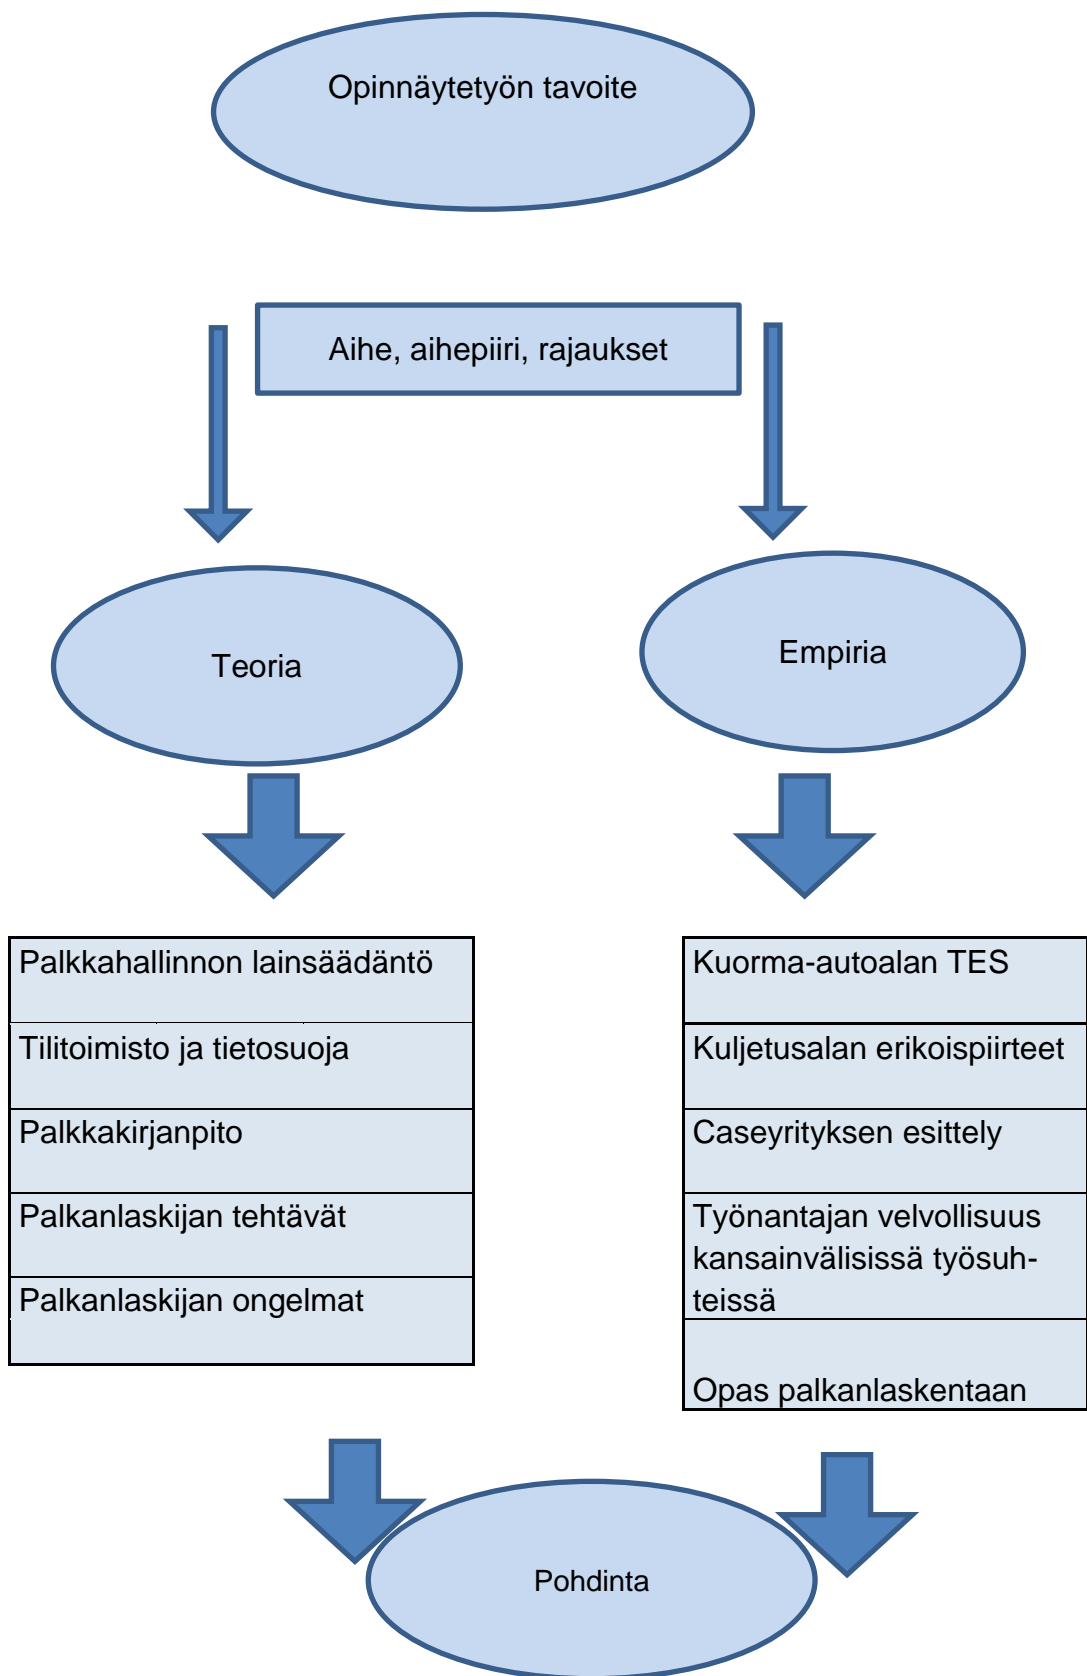 Opinnäytetyön tavoite
Aihe, aihepiiri, rajaukset
Teoria
Empiria
Palkkahallinnon lainsäädäntö
Tilitoimisto ja tietosuoja
Palkkakirjanpito
Palkanlaskijan tehtävät
Palkanlaskijan ongelmat
Kuorma-autoalan TES
Kuljetusalan erikoispiirteet
Caseyrityksen esittely
Työnantajan velvollisuus
kansainvälisissä työsuh-
teissä
Opas palkanlaskentaan
Pohdinta